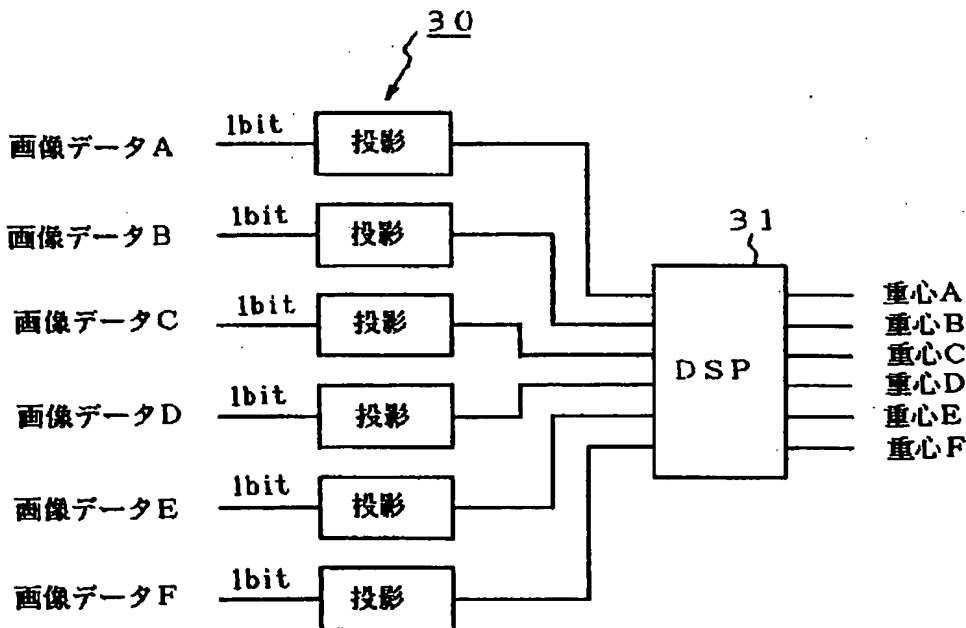 30
画像データA 1bit 投影
画像データB 1bit 投影
画像データC 1bit 投影
画像データD 1bit 投影
画像データE 1bit 投影
画像データF 1bit 投影
31
DSP
重心A
重心B
重心C
重心D
重心E
重心F